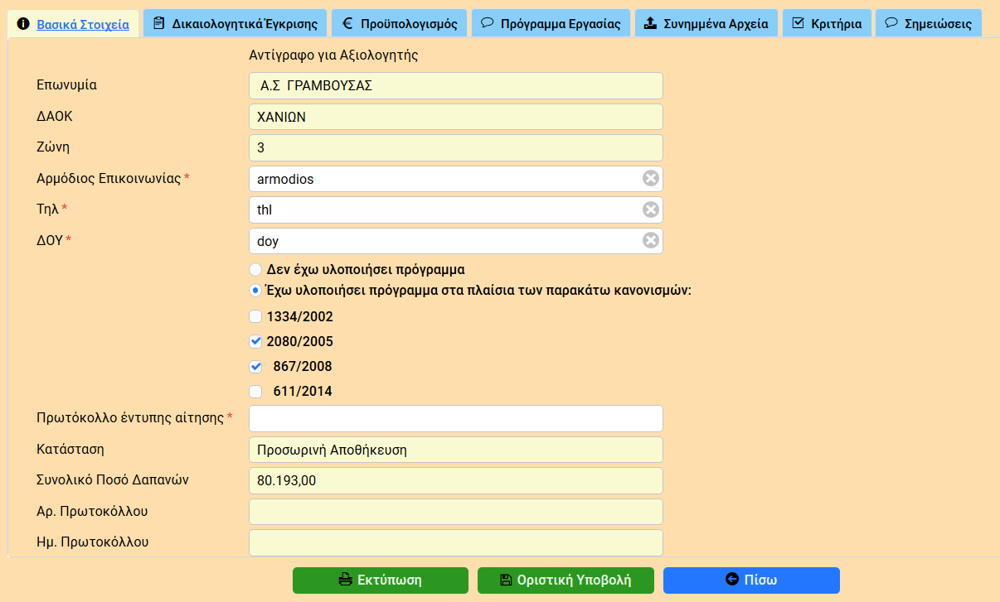 Βασικά Στοιχεία Δικαιολογητικά Έγκρισης Προϋπολογισμός Πρόγραμμα Εργασίας Συνημμένα Αρχεία Κριτήρια Σημειώσεις
Αντίγραφο για Αξιολογητής
Επωνυμία Α.Σ ΓΡΑΜΒΟΥΣΑΣ
ΔΑΟΚ ΧΑΝΙΩΝ
Ζώνη 3
Αρμόδιος Επικοινωνίας * armodios
Τηλ * thl
ΔΟΥ * doy
Δεν έχω υλοποιήσει πρόγραμμα
Έχω υλοποιήσει πρόγραμμα στα πλαίσια των παρακάτω κανονισμών:
1334/2002
2080/2005
867/2008
611/2014
Πρωτόκολλο έντυπης αίτησης *
Κατάσταση Προσωρινή Αποθήκευση
Συνολικό Ποσό Δαπανών 80.193,00
Αρ. Πρωτοκόλλου
Ημ. Πρωτοκόλλου
Εκτύπωση Οριστική Υποβολή Πίσω